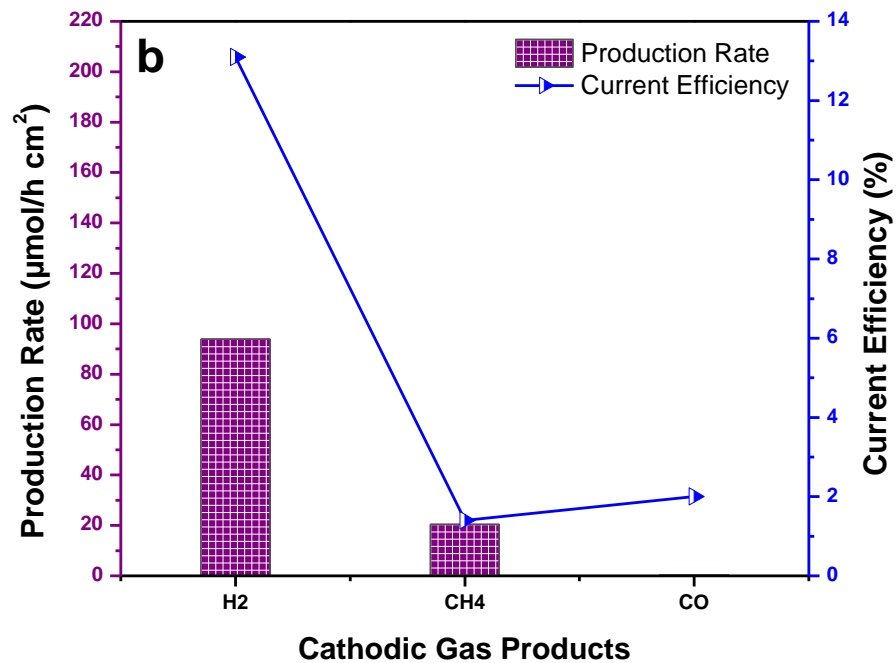 b
Production Rate
Current Efficiency
Production Rate (µmol/h cm²)
220
200
180
160
140
120
100
80
60
40
20
0
14
12
10
8
6
4
2
0
Current Efficiency (%)
H2 CH4 CO
Cathodic Gas Products